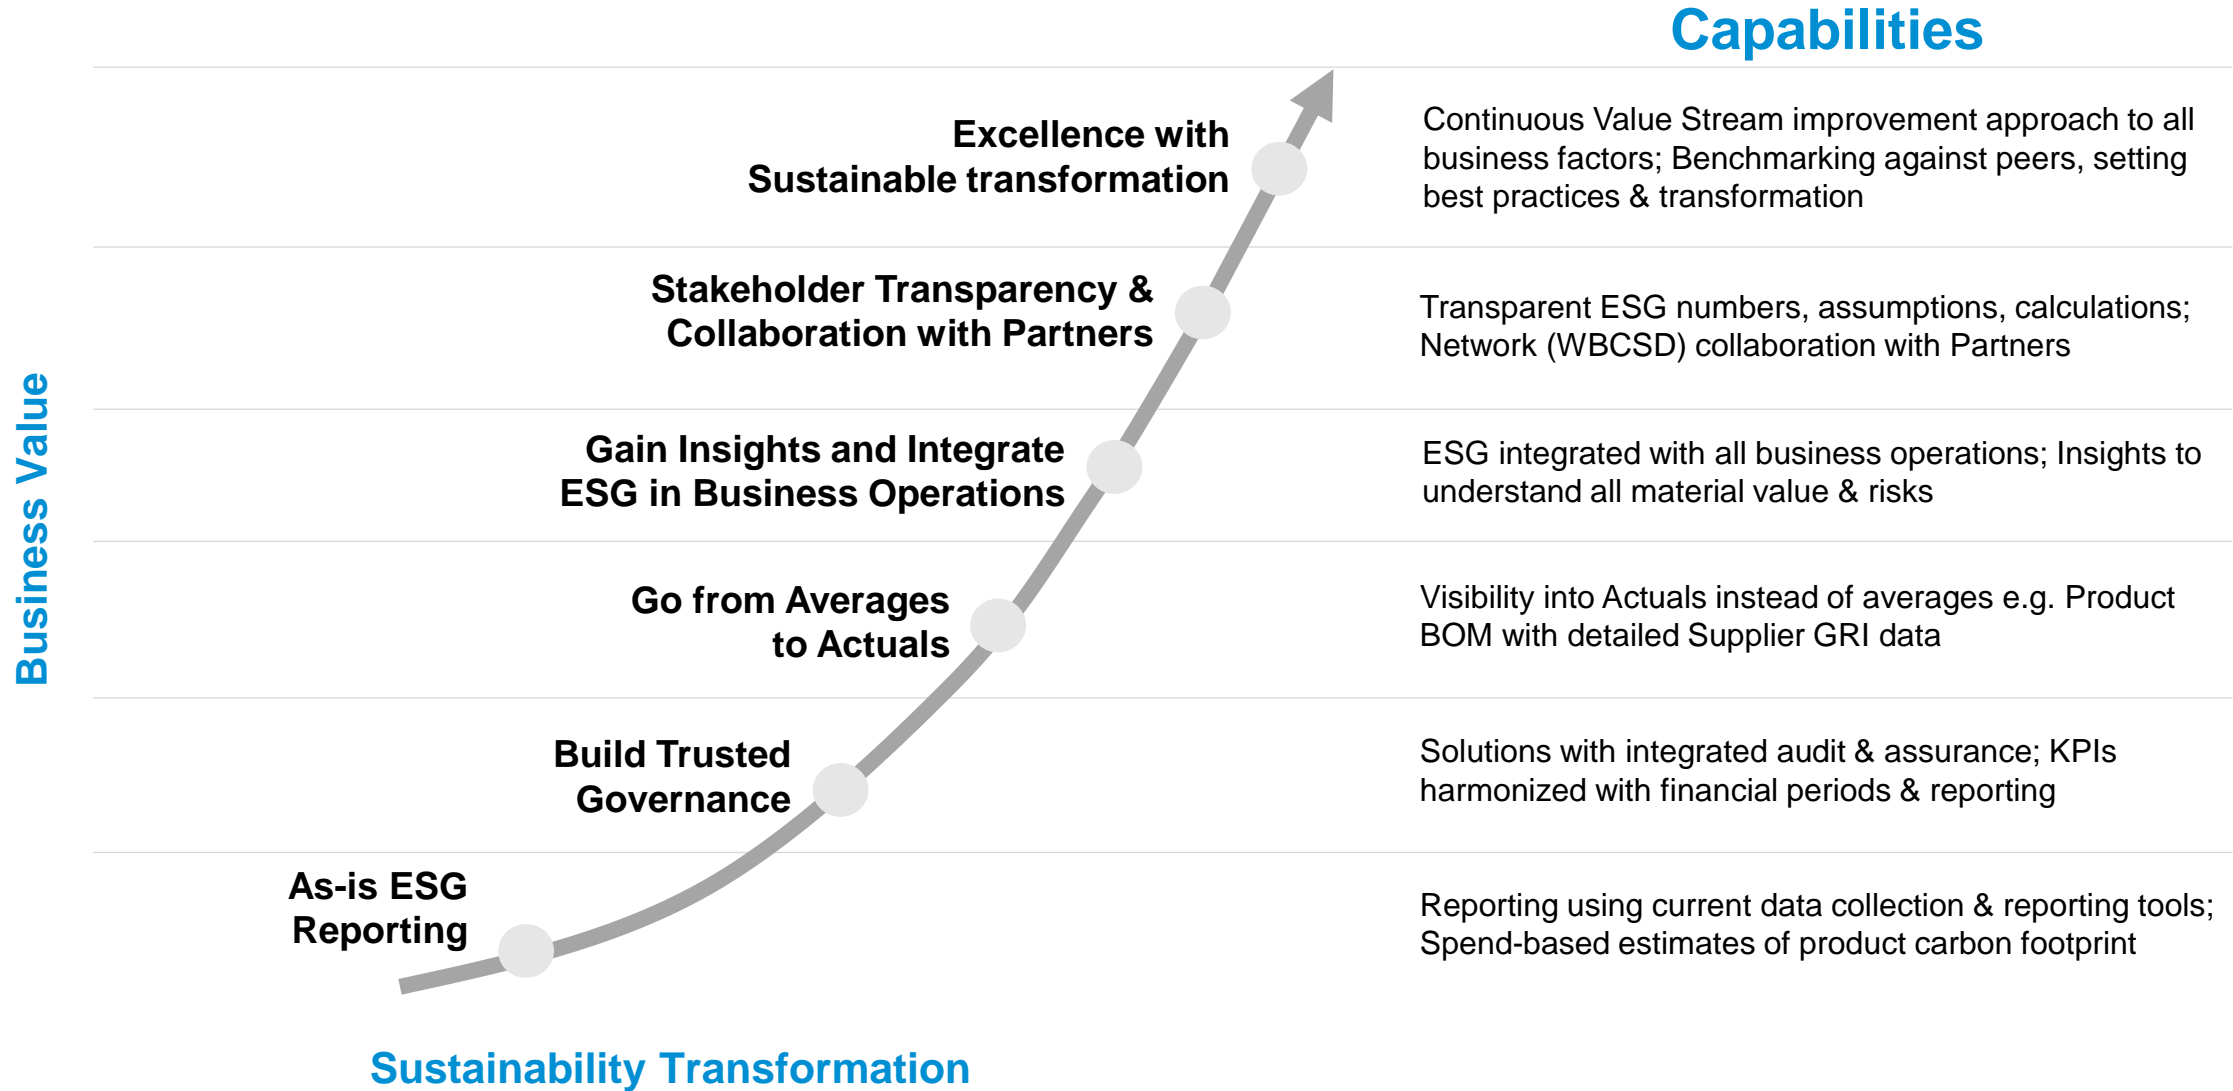 Capabilities
Excellence with
Sustainable transformation
Continuous Value Stream improvement approach to all
business factors; Benchmarking against peers, setting
best practices & transformation
Stakeholder Transparency &
Collaboration with Partners
Transparent ESG numbers, assumptions, calculations;
Network (WBCSD) collaboration with Partners
Gain Insights and Integrate
ESG in Business Operations
ESG integrated with all business operations; Insights to
understand all material value & risks
Business Value
Go from Averages
to Actuals
Visibility into Actuals instead of averages e.g. Product
BOM with detailed Supplier GRI data
Build Trusted
Governance
Solutions with integrated audit & assurance; KPIs
harmonized with financial periods & reporting
As-is ESG
Reporting
Reporting using current data collection & reporting tools;
Spend-based estimates of product carbon footprint
Sustainability Transformation